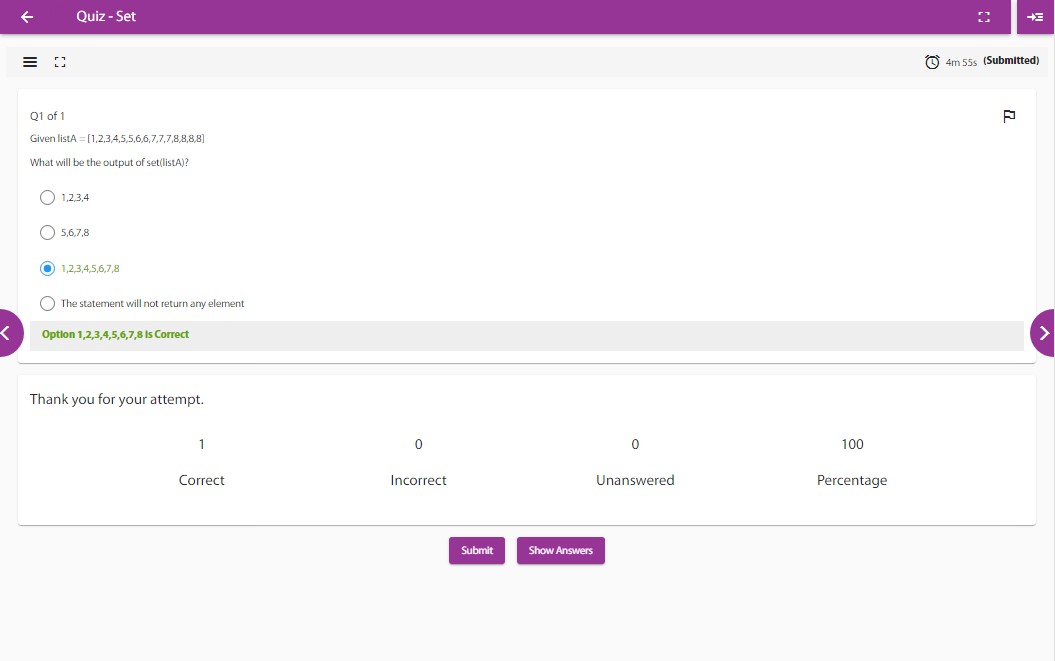 Quiz - Set
4m 55s (Submitted)
Q1 of 1
Given listA = [1,2,3,4,5,5,6,6,7,7,7,8,8,8,8]
What will be the output of set(listA)?
1,2,3,4
5,6,7,8
1,2,3,4,5,6,7,8
The statement will not return any element
Option 1,2,3,4,5,6,7,8 is Correct
Thank you for your attempt.
1 0 0 100
Correct Incorrect Unanswered Percentage
Submit Show Answers